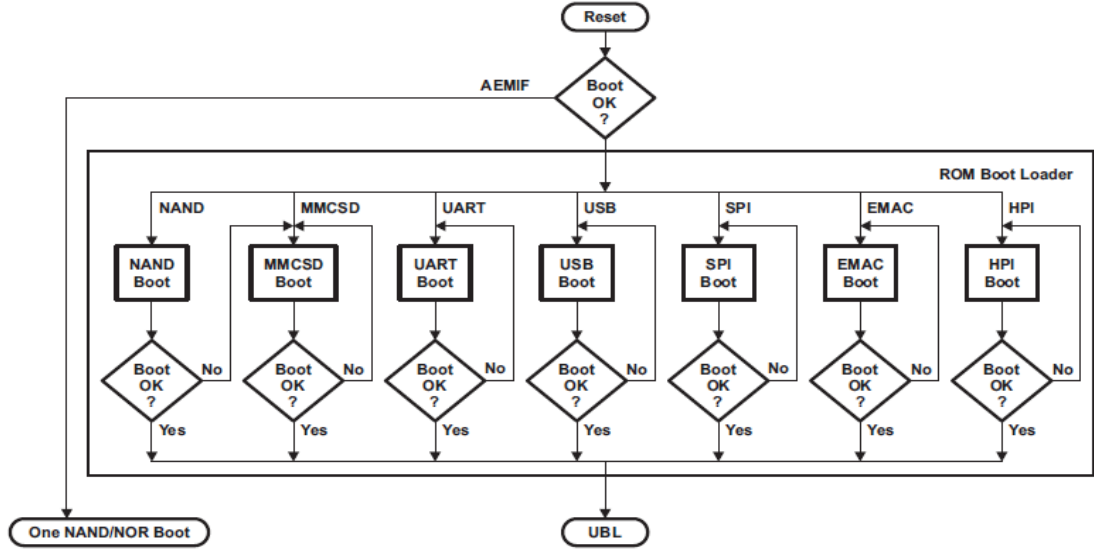 Reset
AEMIF
Boot
OK
?
ROM Boot Loader
NAND
MMCSD
UART
USB
SPI
EMAC
HPI
NAND
Boot
MMCSD
Boot
UART
Boot
USB
Boot
SPI
Boot
EMAC
Boot
HPI
Boot
Boot
OK
?
No
Boot
OK
?
No
Boot
OK
?
No
Boot
OK
?
No
Boot
OK
?
No
Boot
OK
?
No
Boot
OK
?
No
Yes
Yes
Yes
Yes
Yes
Yes
Yes
One NAND/NOR Boot
UBL